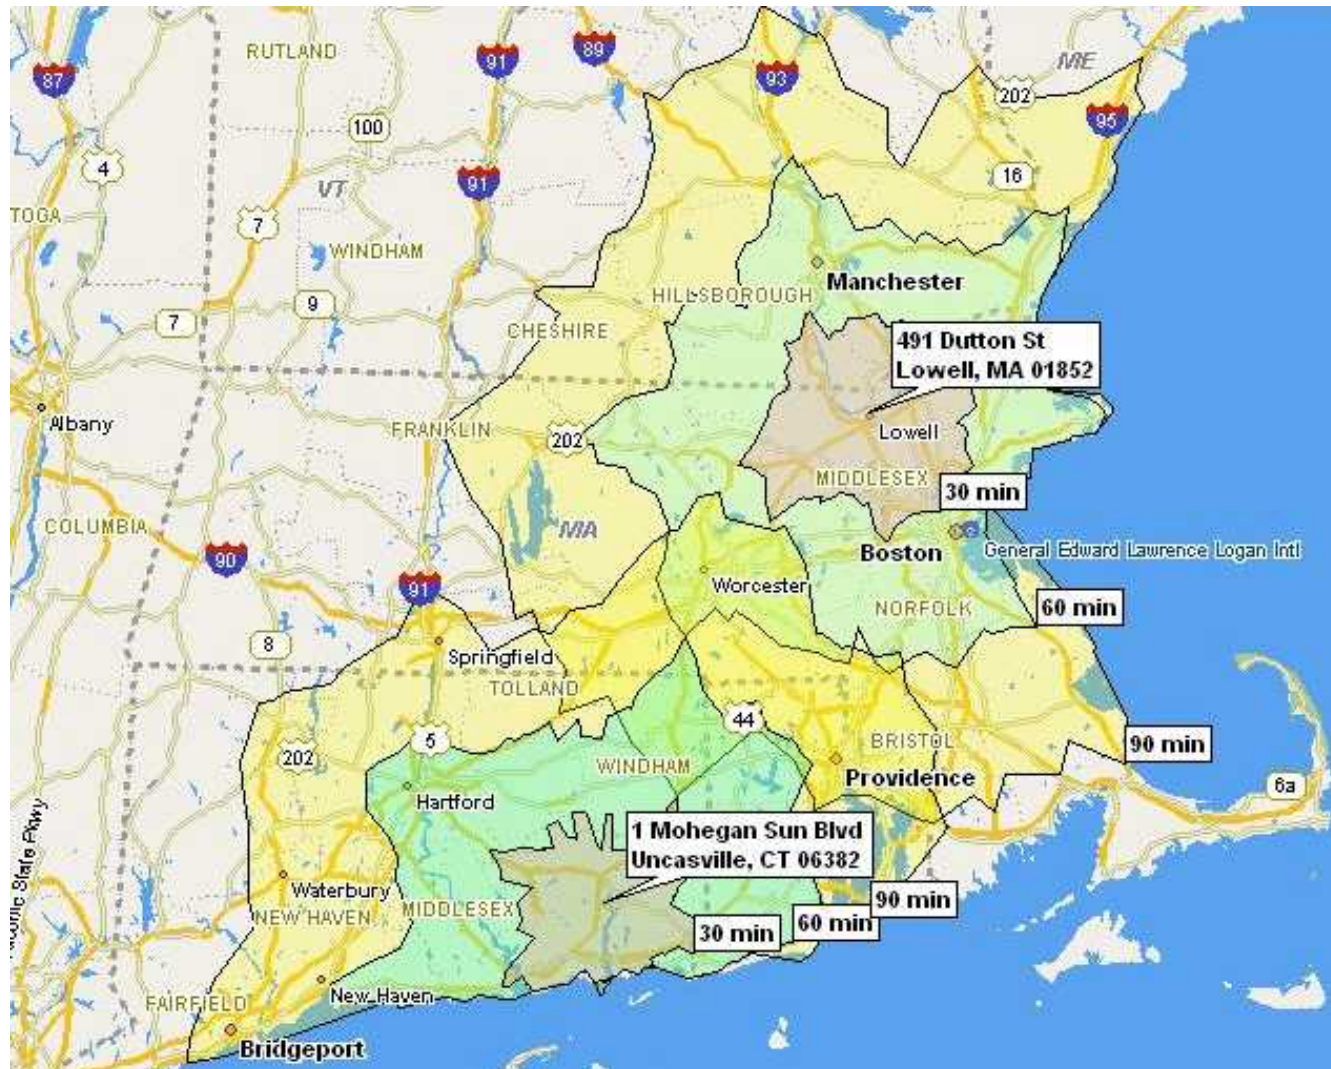 RUTLAND
ME
87
91
89
93
202
95
100
4
91
16
VT
TOGA
7
WINDHAM
Manchester
HILLSBOROUGH
9
7
CHESHIRE
491 Dutton St
Lowell, MA 01852
Albany
FRANKLIN
202
Lowell
MIDDLESEX
30 min
COLUMBIA
MA
Boston
General Edward Lawrence Logan Intl
90
91
Worcester
NORFOLK
60 min
8
Springfield
TOLLAND
44
5
BRISTOL
90 min
202
WINDHAM
Providence
6a
Hartford
1 Mohegan Sun Blvd
Uncasville, CT 06382
State Pkwy
Waterbury
MIDDLESEX
90 min
NEW HAVEN
60 min
30 min
New Haven
FAIRFIELD
Bridgeport